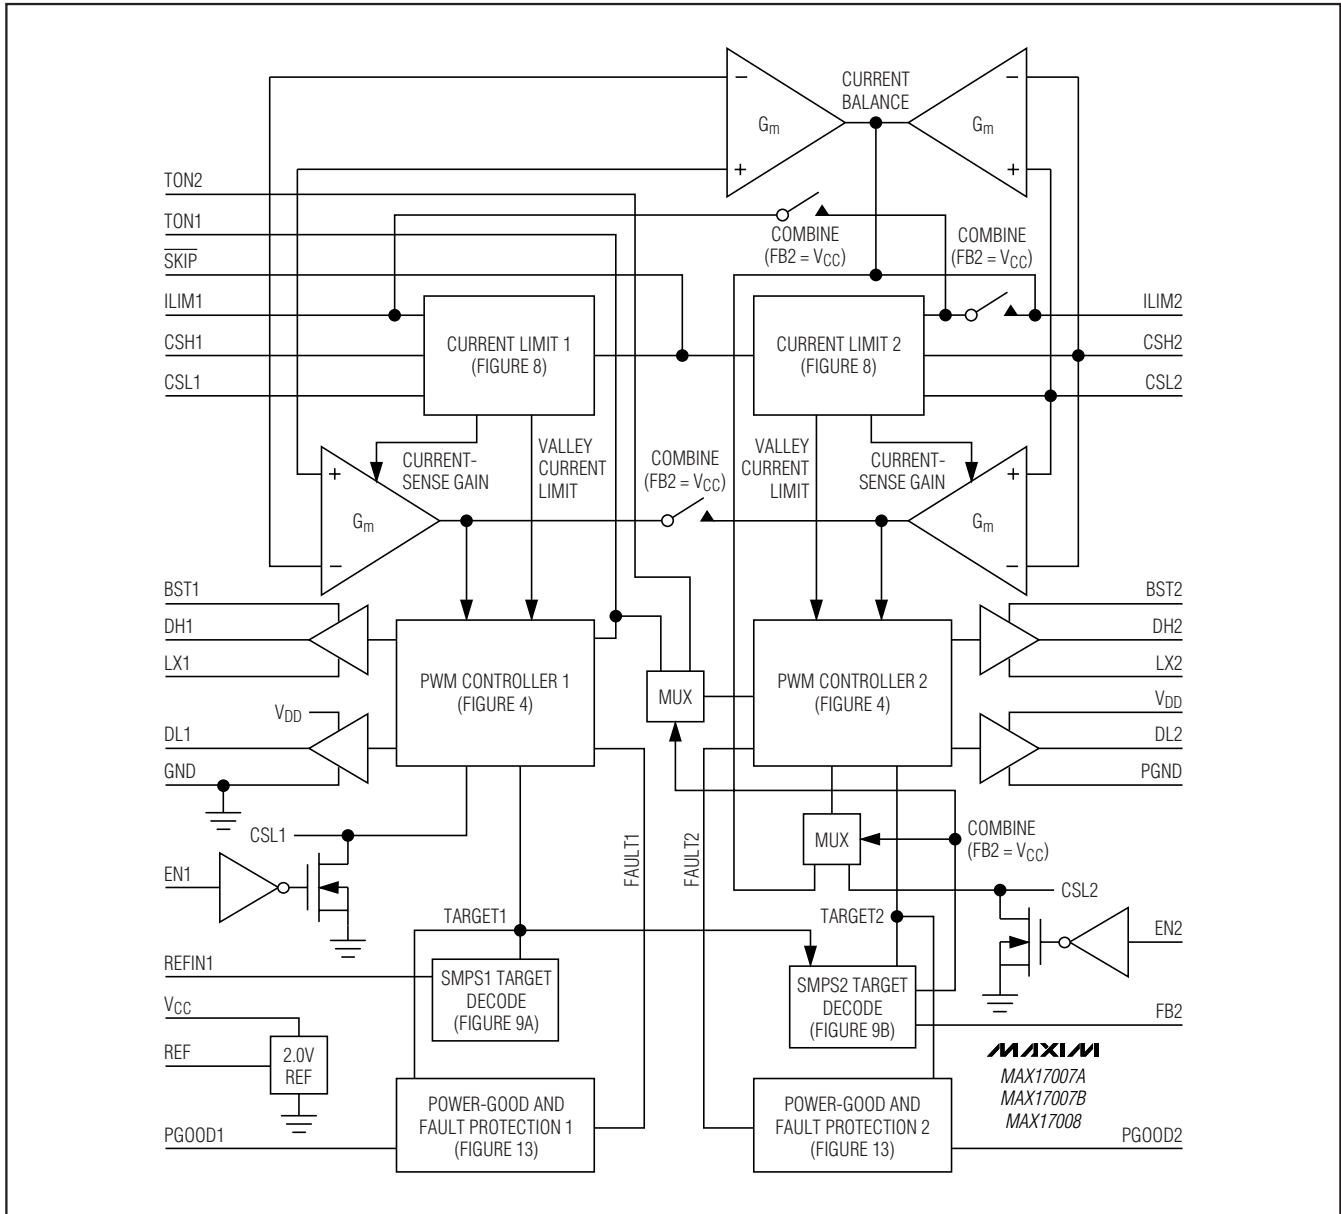 CURRENT
BALANCE
−
Gm
+
−
Gm
+
TON2
TON1
SKIP
ILIM1
CSH1
CSL1
COMBINE
(FB2 = VCC)
COMBINE
(FB2 = VCC)
ILIM2
CSH2
CSL2
CURRENT LIMIT 1
(FIGURE 8)
CURRENT LIMIT 2
(FIGURE 8)
CURRENT-
SENSE GAIN
VALLEY
CURRENT
LIMIT
COMBINE
(FB2 = VCC)
VALLEY
CURRENT
LIMIT
CURRENT-
SENSE GAIN
+
Gm
−
+
Gm
−
BST1
DH1
LX1
VDD
DL1
GND
PWM CONTROLLER 1
(FIGURE 4)
MUX
PWM CONTROLLER 2
(FIGURE 4)
BST2
DH2
LX2
VDD
DL2
PGND
CSL1
EN1
FAULT1
FAULT2
MUX
COMBINE
(FB2 = VCC)
CSL2
EN2
TARGET1
TARGET2
REFIN1
SMPS1 TARGET
DECODE
(FIGURE 9A)
SMPS2 TARGET
DECODE
(FIGURE 9B)
FB2
VCC
REF
2.0V
REF
MAXIM
MAX17007A
MAX17007B
MAX17008
POWER-GOOD AND
FAULT PROTECTION 1
(FIGURE 13)
POWER-GOOD AND
FAULT PROTECTION 2
(FIGURE 13)
PGOOD1
PGOOD2